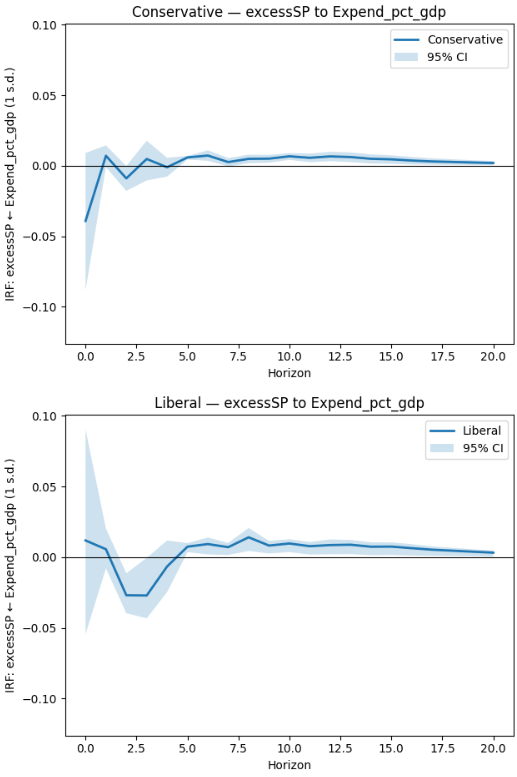 Conservative — excessSP to Expend_pct_gdp
IRF: excessSP ← Expend_pct_gdp (1 s.d.)
0.10
0.05
0.00
−0.05
−0.10
Conservative
95% CI
0.0 2.5 5.0 7.5 10.0 12.5 15.0 17.5 20.0
Horizon
Liberal — excessSP to Expend_pct_gdp
IRF: excessSP ← Expend_pct_gdp (1 s.d.)
0.10
0.05
0.00
−0.05
−0.10
Liberal
95% CI
0.0 2.5 5.0 7.5 10.0 12.5 15.0 17.5 20.0
Horizon